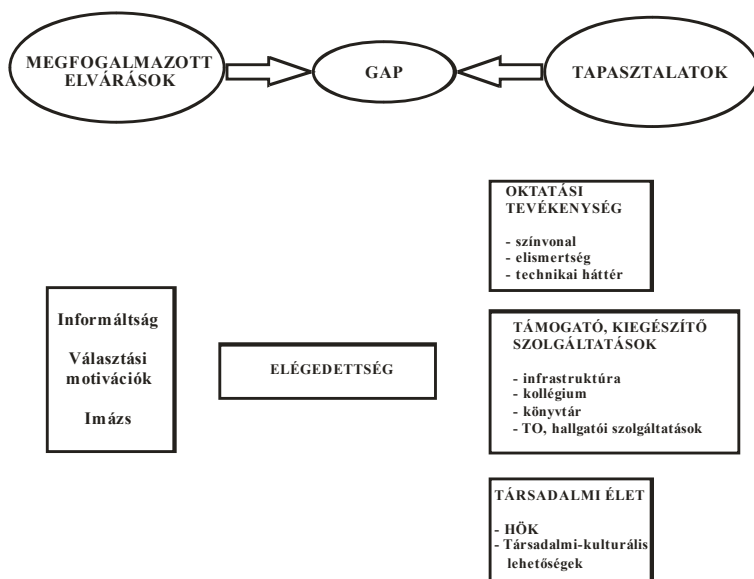 MEGFOGALMAZOTT
ELVÁRÁSOK
GAP
TAPASZTALATOK
OKTATÁSI
TEVÉKENYSÉG
- színvonal
- elismertség
- technikai háttér
Informáltság
Választási
motivációk
Imázs
ELÉGEDETTSÉG
TÁMOGATÓ, KIEGÉSZÍTŐ
SZOLGÁLTATÁSOK
- infrastruktúra
- kollégium
- könyvtár
- TO, hallgatói szolgáltatások
TÁRSADALMI ÉLET
- HÖK
- Társadalmi-kulturális
lehetőségek